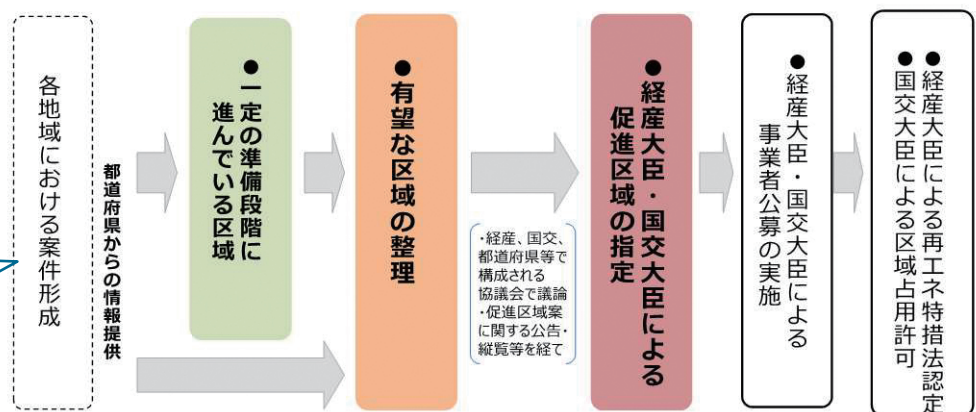 各地域における案件形成
都道府県からの情報提供
●一定の準備段階に
進んでいる区域
●有望な区域の整理
・経産、国交、
都道府県等で
構成される
協議会で議論
・促進区域案
に関する公告・
縦覧等を経て
●経産大臣・国交大臣による
促進区域の指定
●経産大臣・国交大臣による
事業者公募の実施
●経産大臣による再エネ特措法認定
●国交大臣による区域占用許可